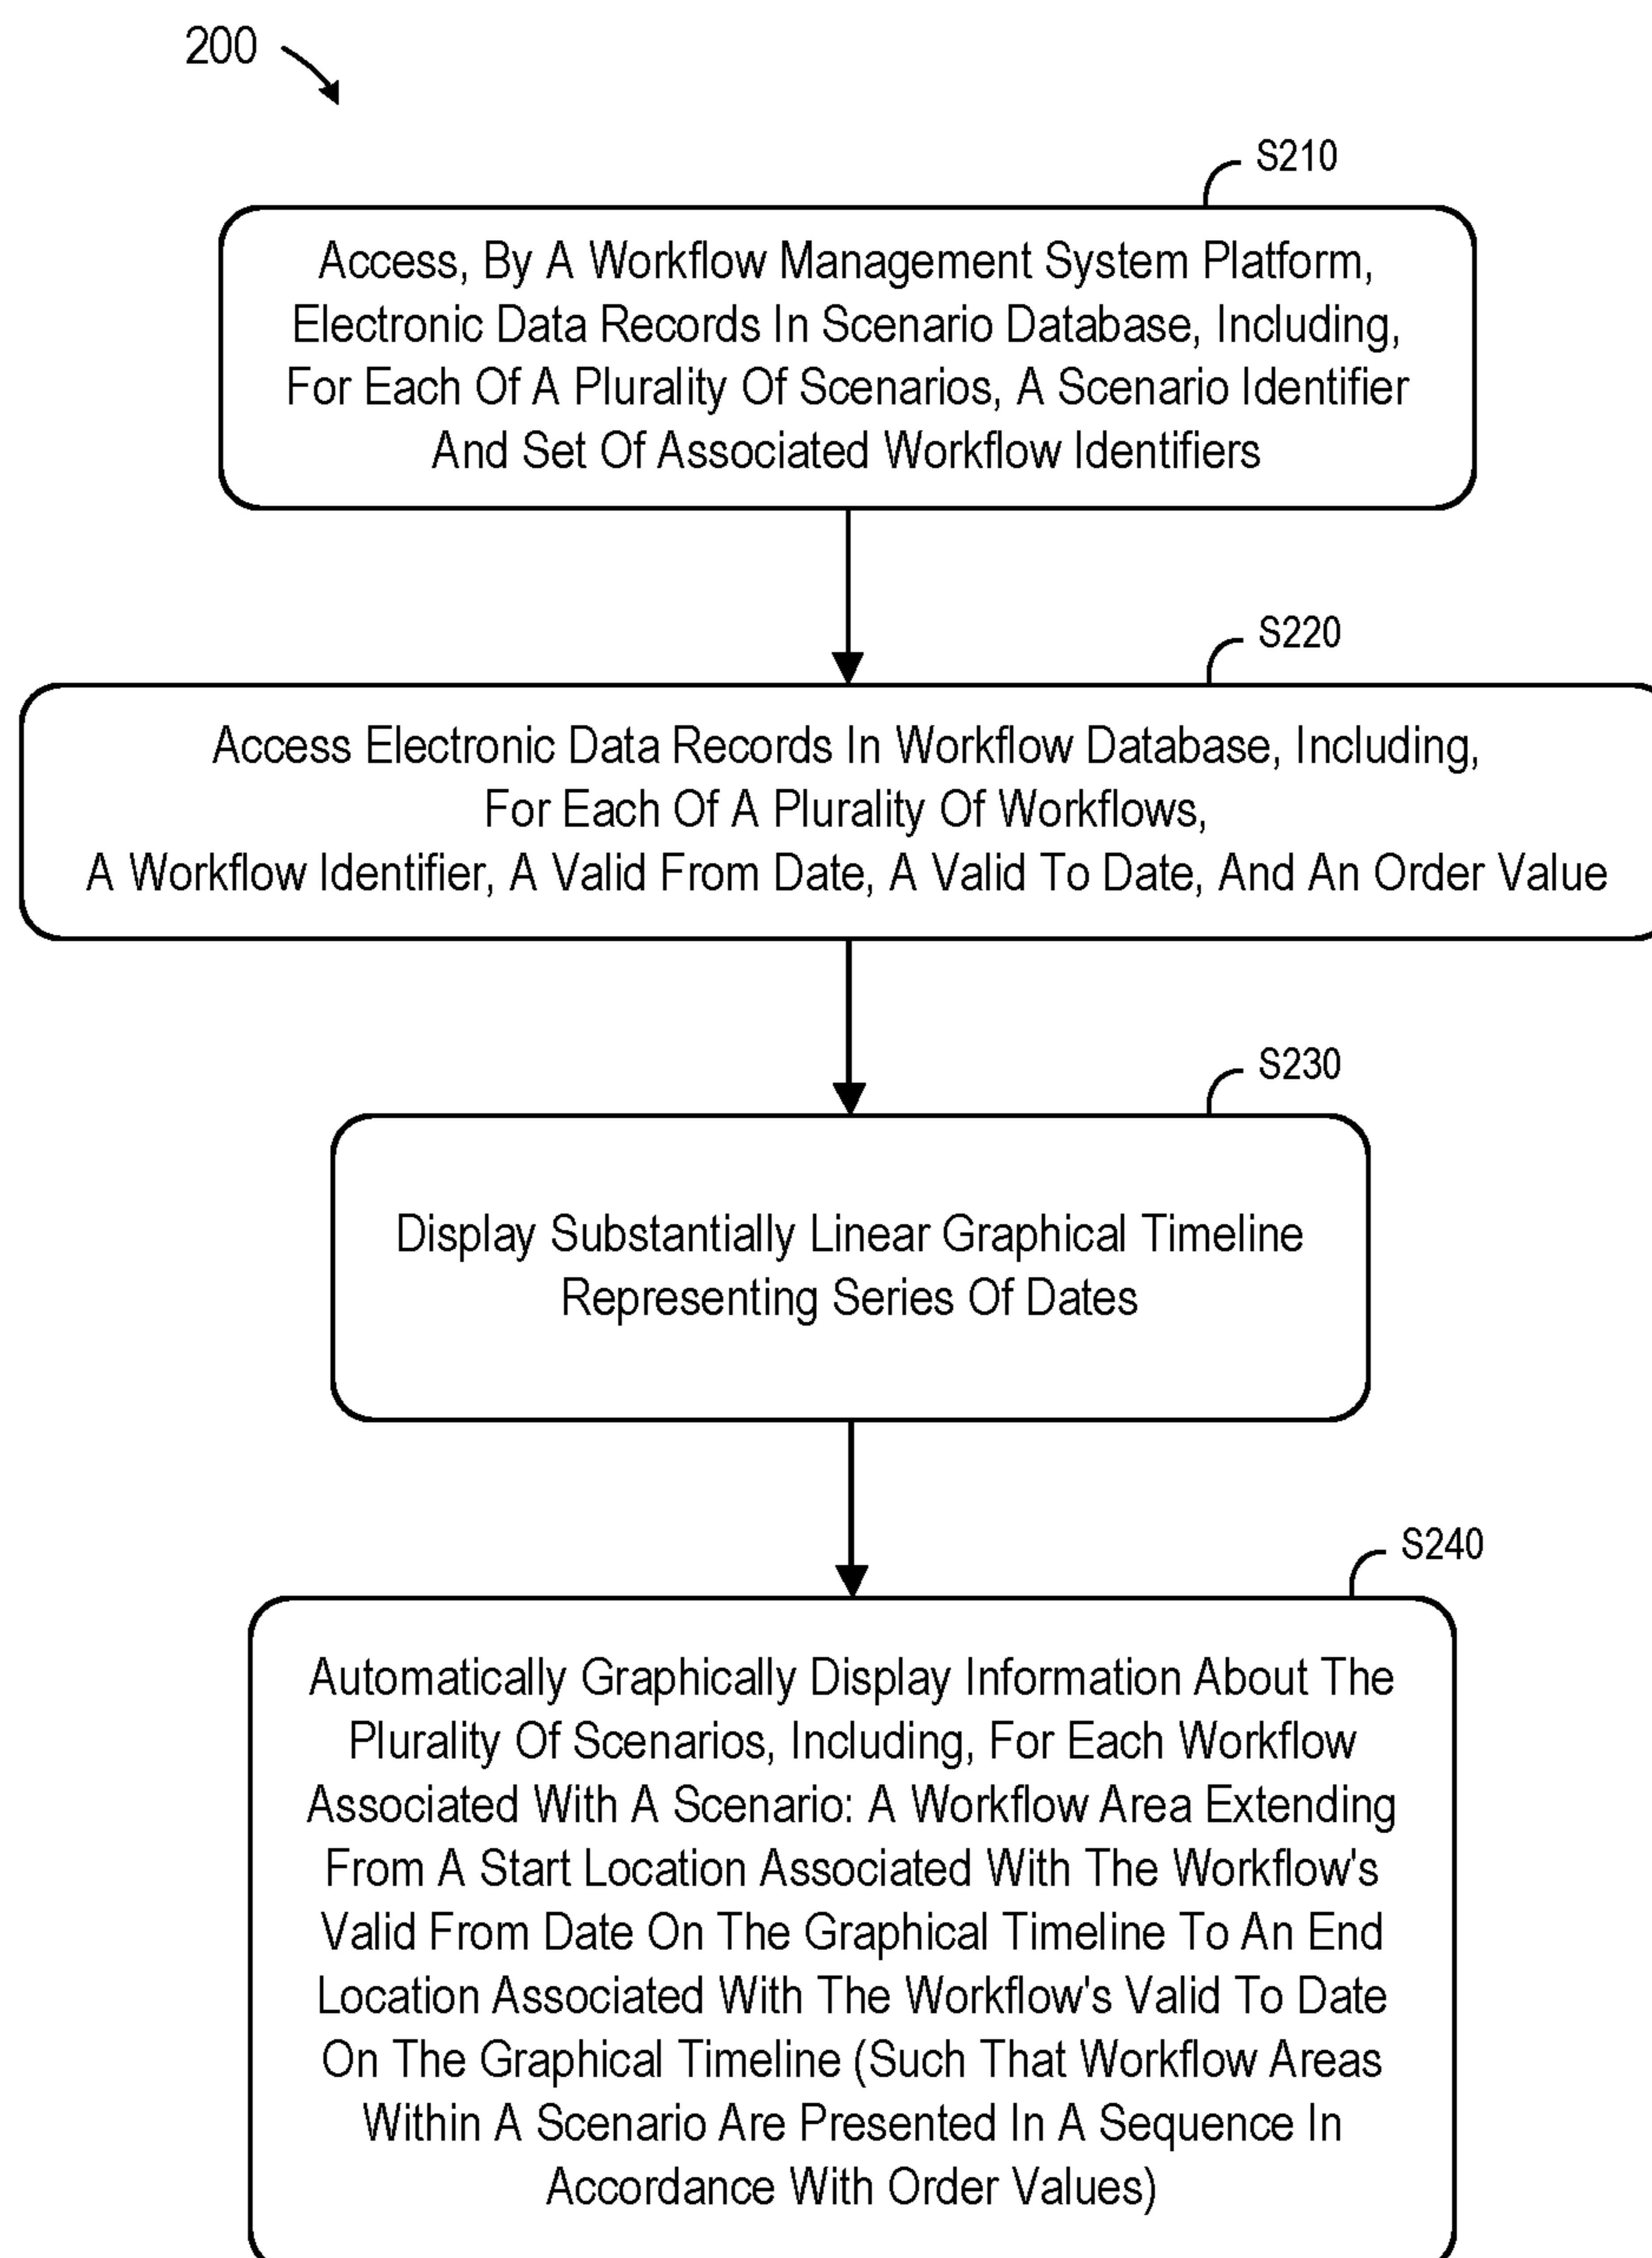 200
S210
Access, By A Workflow Management System Platform,
Electronic Data Records In Scenario Database, Including,
For Each Of A Plurality Of Scenarios, A Scenario Identifier
And Set Of Associated Workflow Identifiers
S220
Access Electronic Data Records In Workflow Database, Including,
For Each Of A Plurality Of Workflows,
A Workflow Identifier, A Valid From Date, A Valid To Date, And An Order Value
S230
Display Substantially Linear Graphical Timeline
Representing Series Of Dates
S240
Automatically Graphically Display Information About The
Plurality Of Scenarios, Including, For Each Workflow
Associated With A Scenario: A Workflow Area Extending
From A Start Location Associated With The Workflow's
Valid From Date On The Graphical Timeline To An End
Location Associated With The Workflow's Valid To Date
On The Graphical Timeline (Such That Workflow Areas
Within A Scenario Are Presented In A Sequence In
Accordance With Order Values)